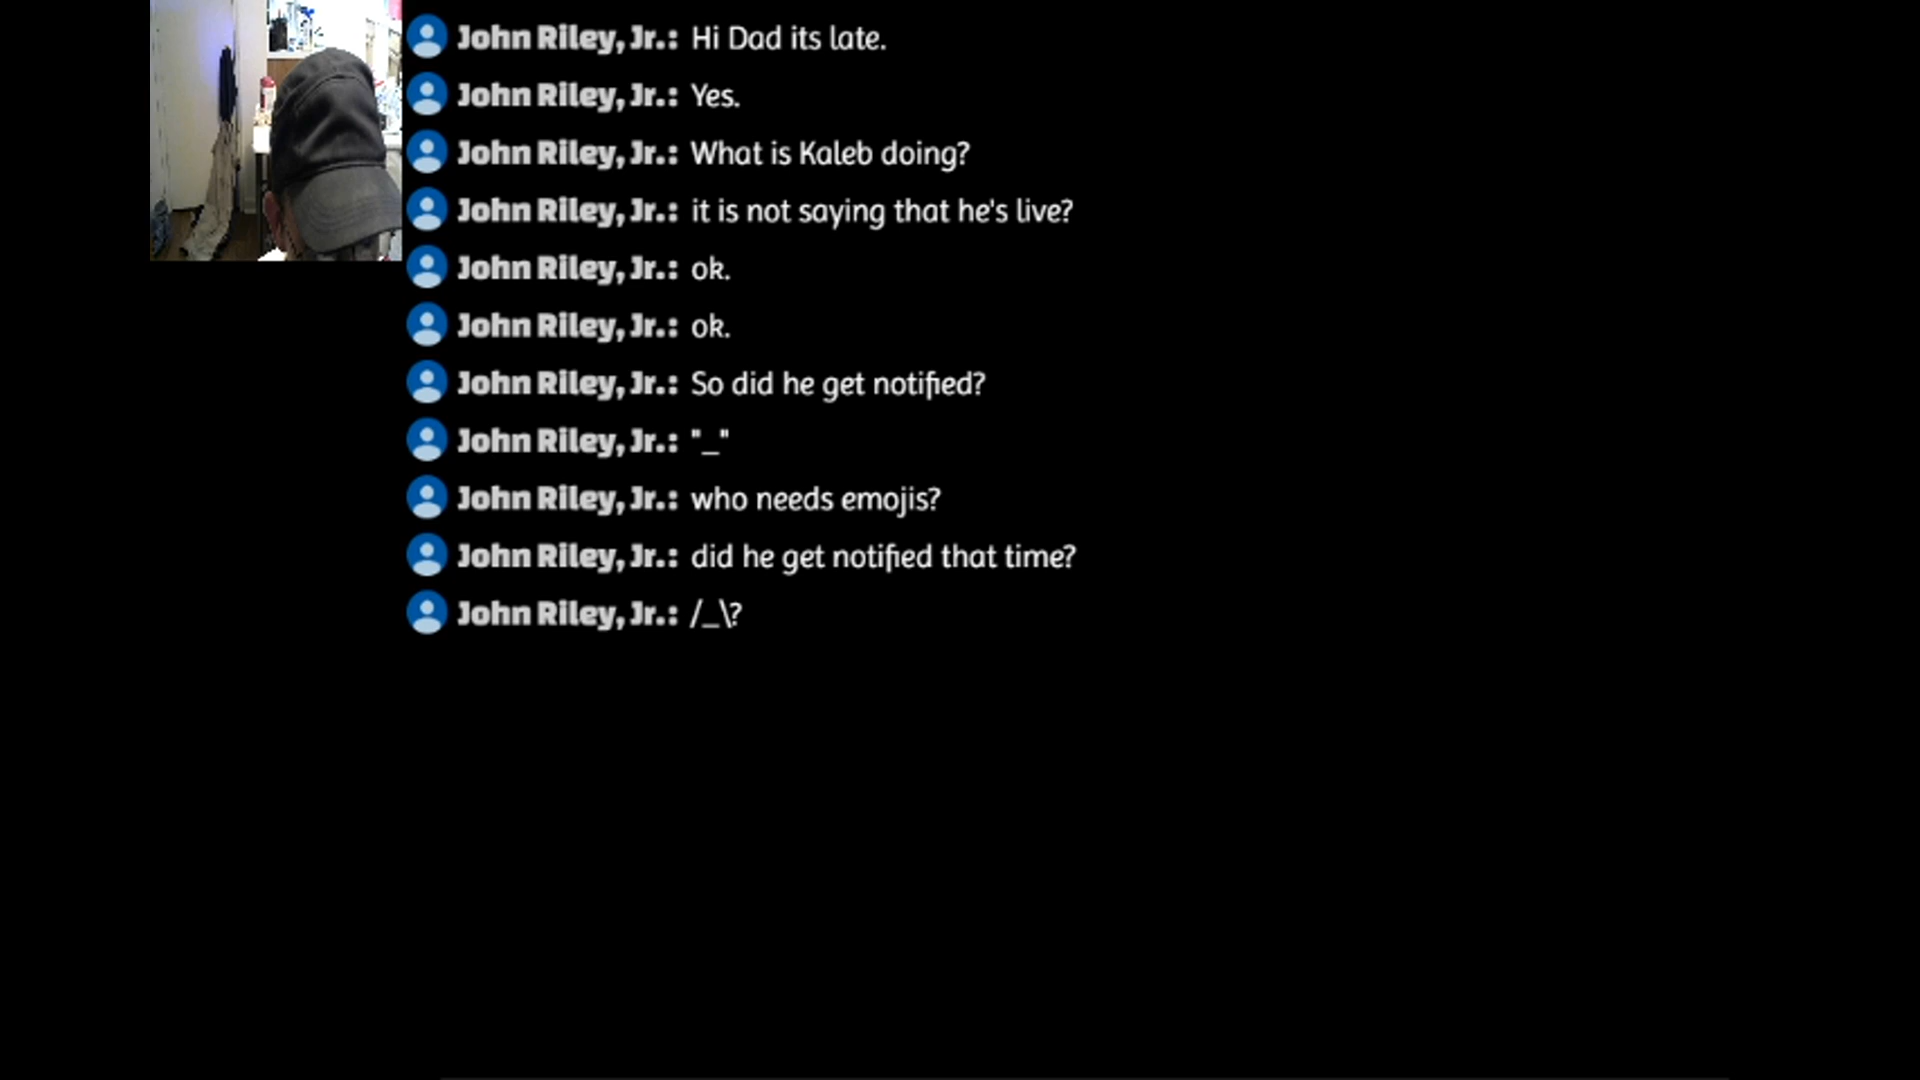 John Riley, Jr.: Hi Dad its late.
John Riley, Jr.: Yes.
John Riley, Jr.: What is Kaleb doing?
John Riley, Jr.: it is not saying that he's live?
John Riley, Jr.: ok.
John Riley, Jr.: ok.
John Riley, Jr.: So did he get notified?
John Riley, Jr.: "_"
John Riley, Jr.: who needs emojis?
John Riley, Jr.: did he get notified that time?
John Riley, Jr.: /_\?